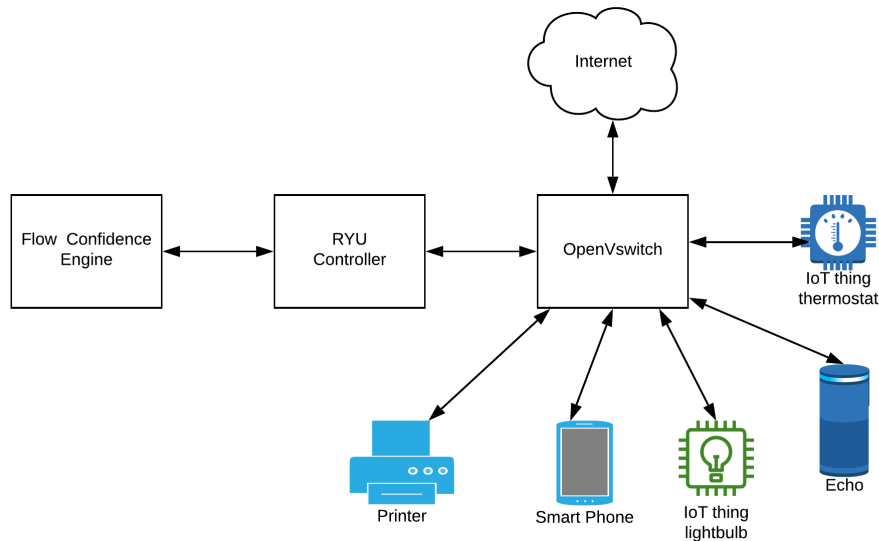 Internet
Flow Confidence
Engine
RYU
Controller
OpenVswitch
IoT thing
thermostat
Printer
Smart Phone
IoT thing
lightbulb
Echo